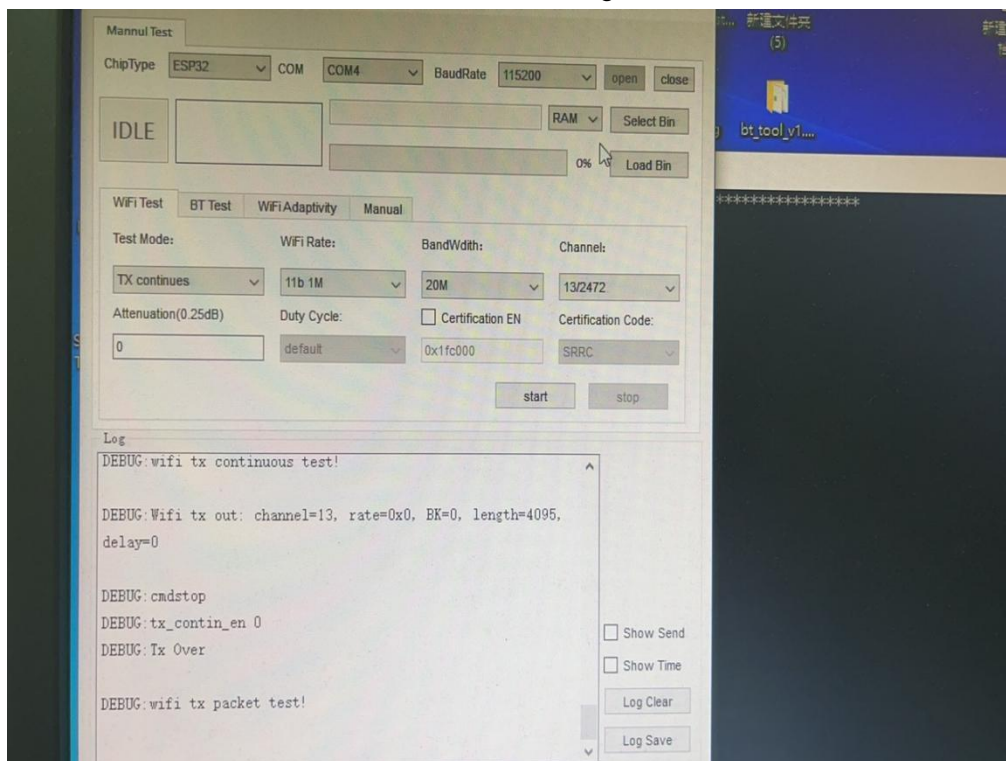 Mannul Test
ChipType ESP32 COM COM4 BaudRate 115200 open close
IDLE
RAM Select Bin
0% Load Bin
WiFi Test BT Test WiFi Adaptivity Manual
Test Mode: WiFi Rate: BandWdith: Channel:
TX continues 11b 1M 20M 13/2472
Attenuation(0.25dB) Duty Cycle: Certification EN Certification Code:
0 default 0x1fc000 SRRC
start stop
Log
DEBUG:wifi tx continuous test!
DEBUG:Wifi tx out: channel=13, rate=0x0, BK=0, length=4095,
delay=0
DEBUG:cmdstop
DEBUG:tx_contin_en 0
DEBUG:Tx Over
DEBUG:wifi tx packet test!
Show Send
Show Time
Log Clear
Log Save
新建文件夹
(5)
bt_tool_v1....